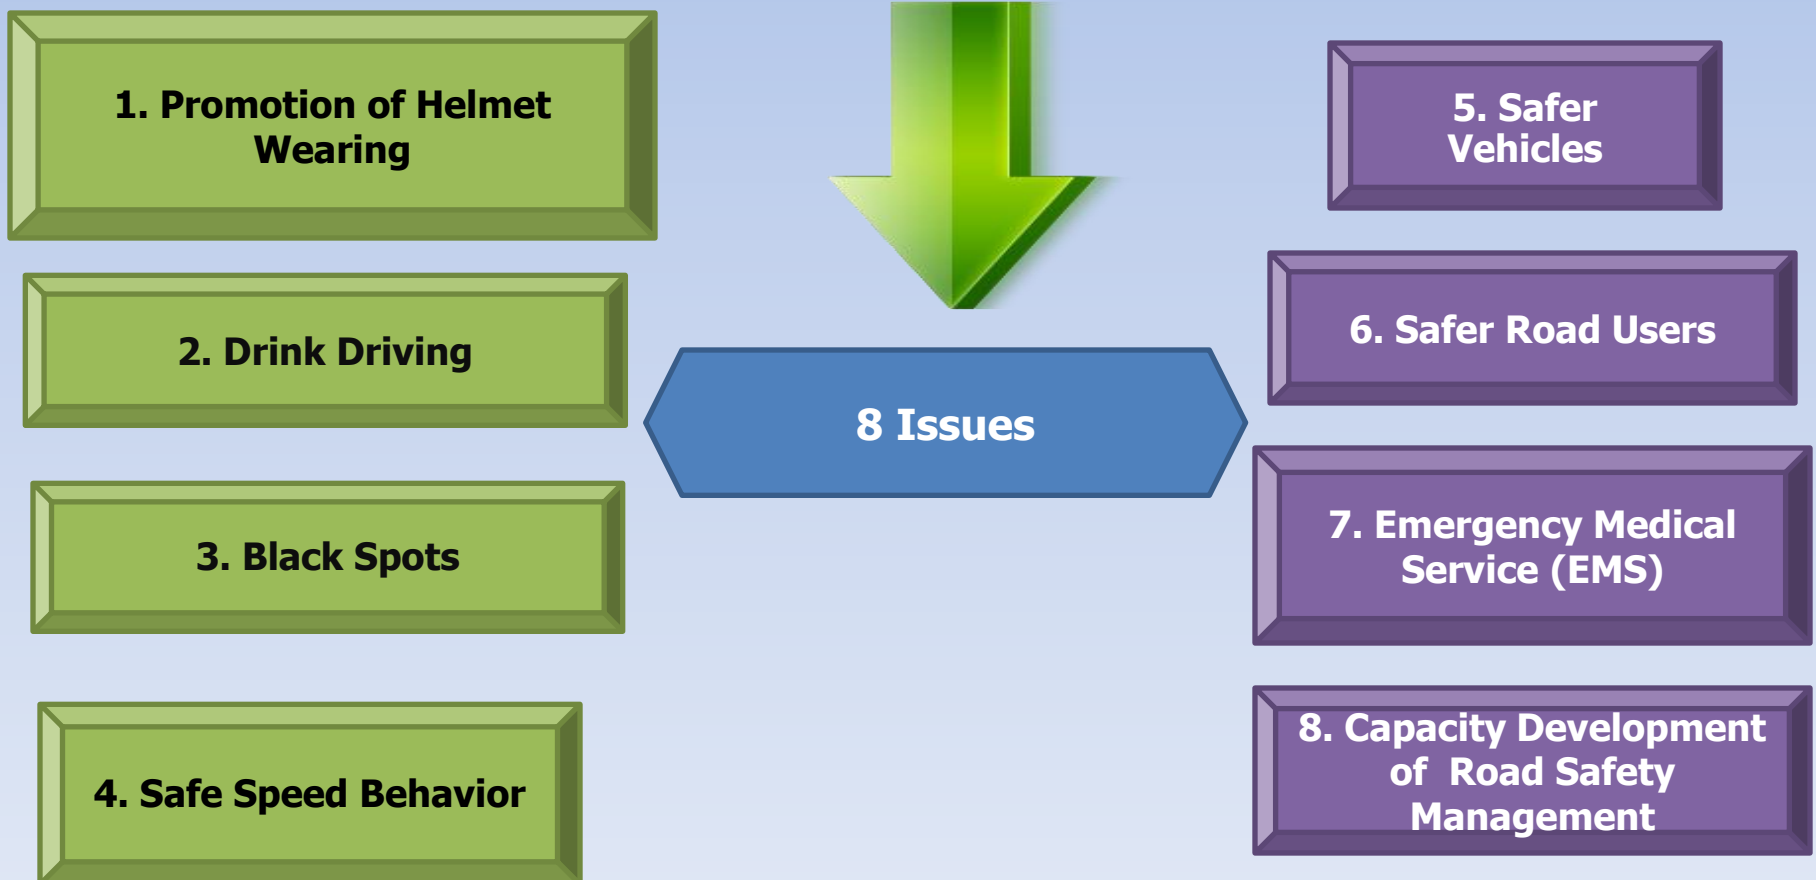 1. Promotion of Helmet
Wearing
2. Drink Driving
3. Black Spots
4. Safe Speed Behavior
8 Issues
5. Safer
Vehicles
6. Safer Road Users
7. Emergency Medical
Service (EMS)
8. Capacity Development
of  Road Safety
Management